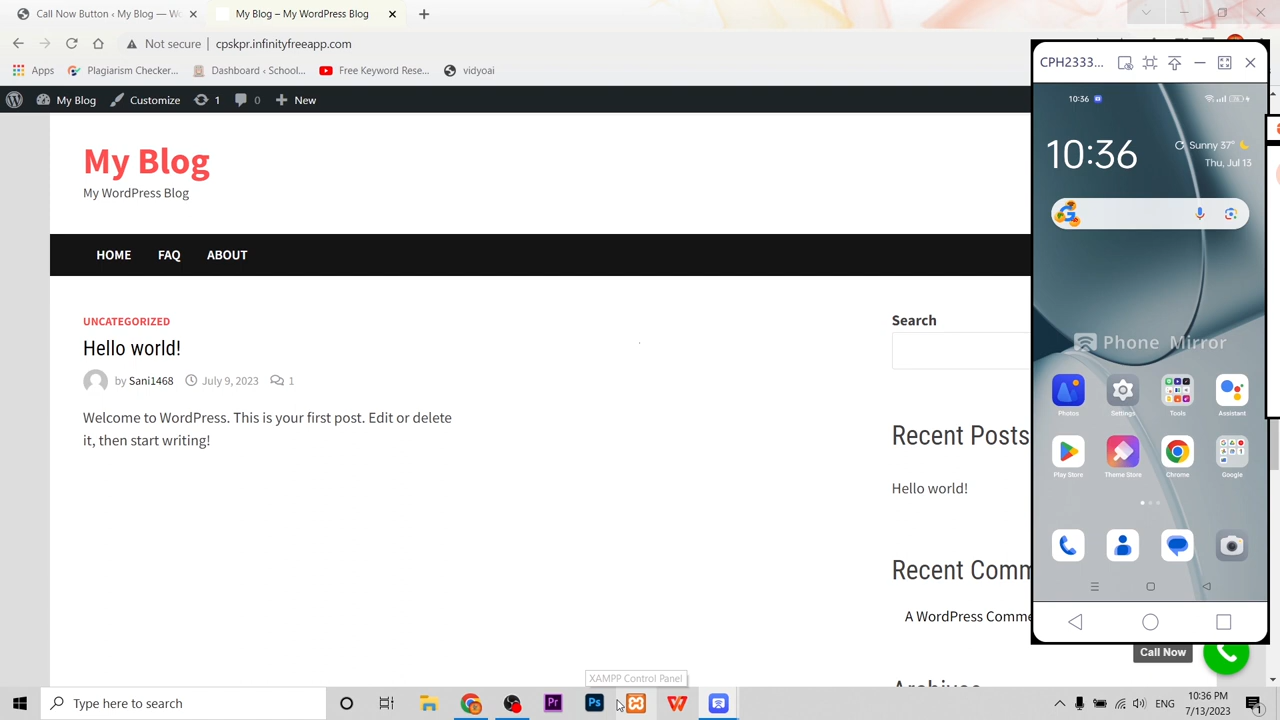 Call Now Button ‹ My Blog — W
My Blog – My WordPress Blog
Not secure
cpskpr.infinityfreeapp.com
Apps
Plagiarism Checker...
Dashboard ‹ School...
Free Keyword Rese...
vidyoai
My Blog
Customize
1
0
New
My Blog
My WordPress Blog
HOME
FAQ
ABOUT
UNCATEGORIZED
Hello world!
by Sani1468
July 9, 2023
1
Welcome to WordPress. This is your first post. Edit or delete
it, then start writing!
Search
Recent Posts
Hello world!
Recent Comm
A WordPress Comme
Archives
Call Now
CPH2333...
10:36
10:36
Sunny 37°
Thu, Jul 13
Phone Mirror
Photos
Settings
Tools
Assistant
Play Store
Theme Store
Chrome
Google
XAMPP Control Panel
Type here to search
Pr
Ps
ENG
10:36 PM
7/13/2023
1